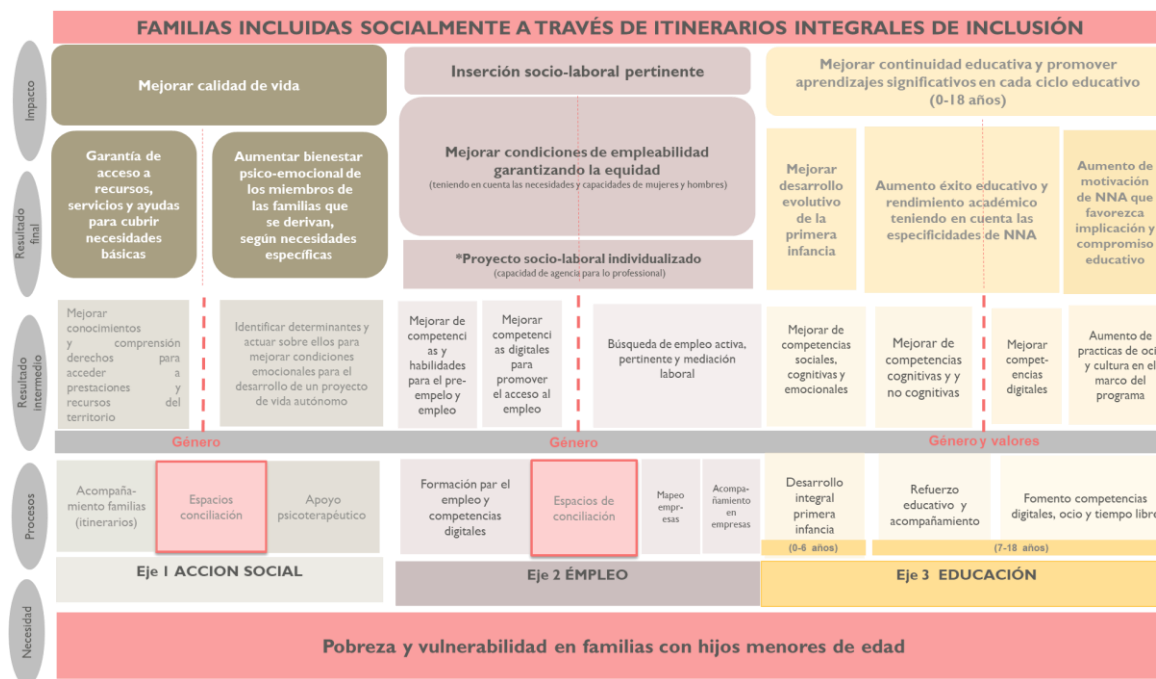 FAMILIAS INCLUIDAS SOCIALMENTE A TRAVÉS DE ITINERARIOS INTEGRALES DE INCLUSIÓN
Impacto
Mejorar calidad de vida
Inserción socio-laboral pertinente
Mejorar continuidad educativa y promover
aprendizajes significativos en cada ciclo educativo
(0-18 años)
Resultado
final
Garantía de
acceso a
recursos,
servicios y ayudas
para cubrir
necesidades
básicas
Aumentar bienestar
psico-emocional de
los miembros de
las familias que
se derivan,
según necesidades
específicas
Mejorar condiciones de empleabilidad
garantizando la equidad
(teniendo en cuenta las necesidades y capacidades de mujeres y hombres)
*Proyecto socio-laboral individualizado
(capacidad de agencia para lo professional)
Mejorar
desarrollo
evolutivo
de la
primera
infancia
Aumento éxito educativo y
rendimiento académico
teniendo en cuenta las
especificidades de NNA
Aumento de
motivación
de NNA que
favorezca
implicación y
compromiso
educativo
Resultado
intermedio
Mejorar
conocimientos
y comprensión
derechos para
acceder a
prestaciones y
recursos del
territorio
Identificar determinantes y
actuar sobre ellos para
mejorar condiciones
emocionales para el
desarrollo de un proyecto
de vida autónomo
Mejorar de
competenci
as y
habilidades
para el pre-
empelo y
empleo
Mejorar
competenci
as digitales
para
promover
el acceso al
empleo
Búsqueda de empleo activa,
pertinente y mediación
laboral
Mejorar de
competencias
sociales,
cognitivas y
emocionales
Mejorar de
competencias
cognitivas y y
no cognitivas
Mejorar
compet-
encias
digitales
Aumento de
practicas de ocio
y cultura en el
marco del
programa
Género
Género
Género y valores
Procesos
Acompaña-
miento familias
(itinerarios)
Espacios
conciliación
Apoyo
psicoterapéutico
Formación par el
empleo y
competencias
digitales
Espacios de
conciliación
Mapeo
empr-
esas
Acompa-
ñamiento
en
empresas
Desarrollo
integral
primera
infancia
Refuerzo
educativo y
acompañamiento
Fomento competencias
digitales, ocio y tiempo libre
(0-6 años)
(7-18 años)
Eje 1 ACCION SOCIAL
Eje 2 ÉMPLEO
Eje 3 EDUCACIÓN
Necesidad
Pobreza y vulnerabilidad en familias con hijos menores de edad